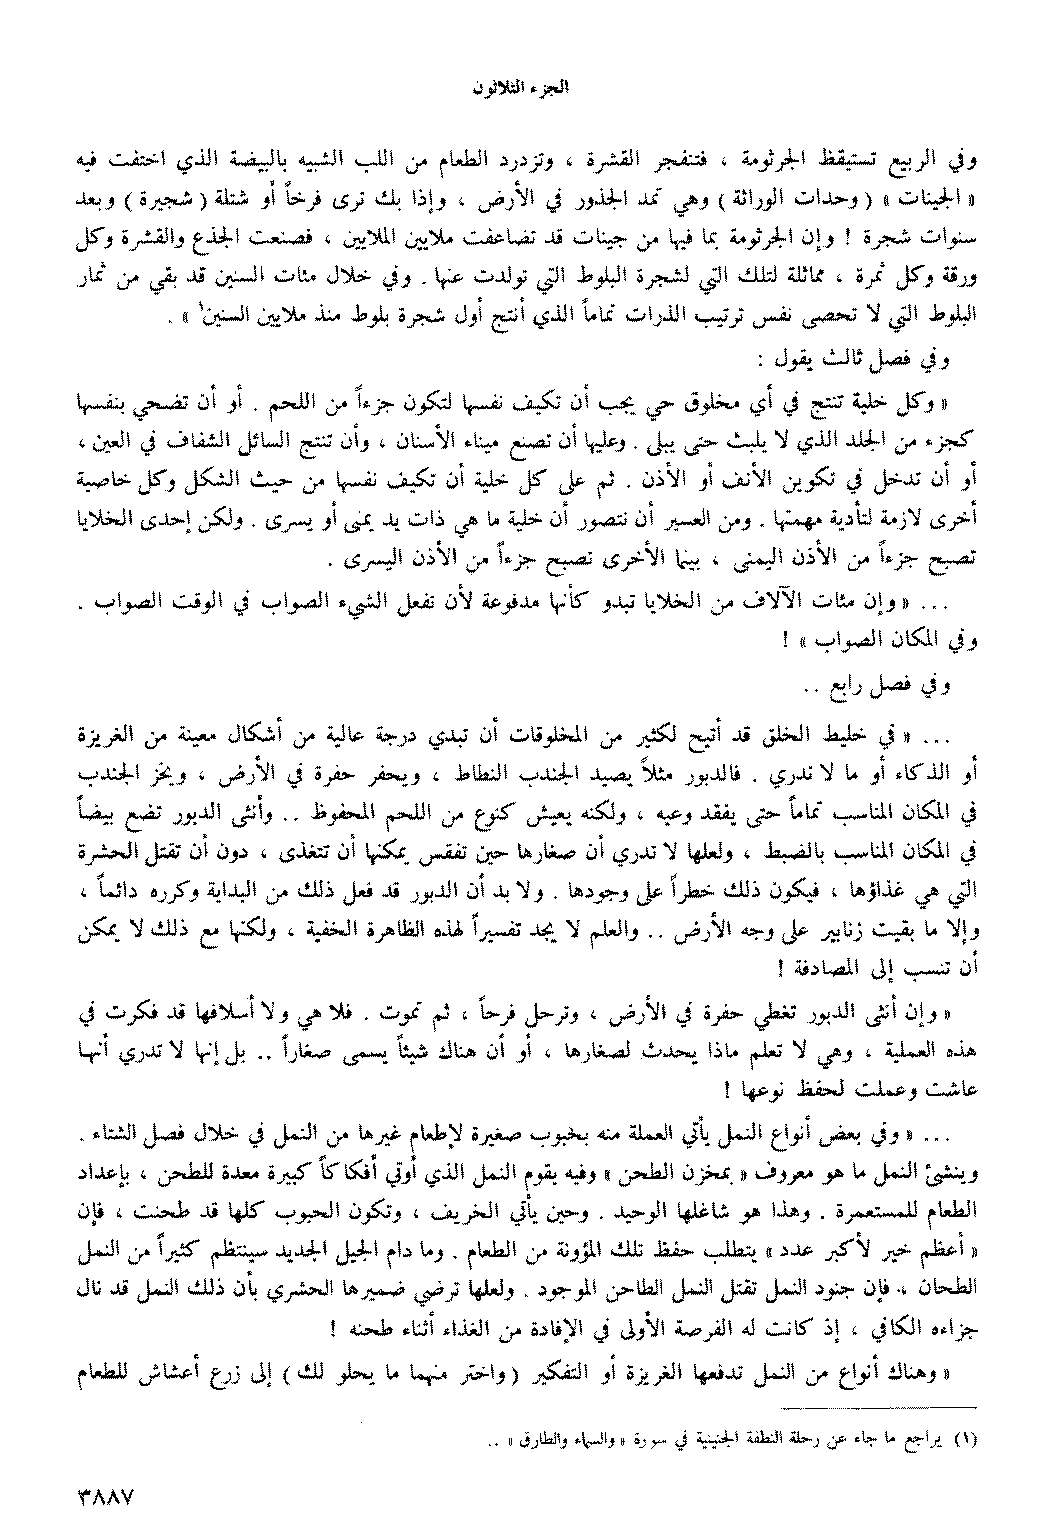 الجزء الثلاثون
وفي الربيع تستيقظ الجرثومة ، فتنفجر القشرة ، وتزدرد الطعام من اللب الشبيه بالبيضة الذي اختفت فيه
« الجينات » ( وحدات الوراثة ) وهي تمد الجذور في الأرض ، وإذا بك ترى فرخاً أو شتلة ( شجيرة ) وبعد
سنوات شجرة ! وإن الجرثومة بما فيها من جينات قد تضاعفت ملايين الملايين ، فصنعت الجذع والقشرة وكل
ورقة وكل ثمرة ، مماثلة لتلك التي لشجرة البلوط التي تولدت عنها . وفي خلال مئات السنين قد بقي من ثمار
البلوط التي لا تحصى نفس ترتيب الذرات تماماً الذي أنتج أول شجرة بلوط منذ ملايين السنين١ » .
وفي فصل ثالث يقول :
« وكل خلية تنتج في أي مخلوق حي يجب أن تكيف نفسها لتكون جزءاً من اللحم . أو أن تضحي بنفسها
كجزء من الجلد الذي لا يلبث حتى يبلى . وعليها أن تصنع ميناء الأسنان ، وأن تنتج السائل الشفاف في العين ،
أو أن تدخل في تكوين الأنف أو الأذن . ثم على كل خلية أن تكيف نفسها من حيث الشكل وكل خاصية
أخرى لازمة لتأدية مهمتها . ومن العسير أن نتصور أن خلية ما هي ذات يد يمنى أو يسرى . ولكن إحدى الخلايا
تصبح جزءاً من الأذن اليمنى ، بينما الأخرى تصبح جزءاً من الأذن اليسرى .
... « وإن مئات الآلاف من الخلايا تبدو كأنها مدفوعة لأن تفعل الشيء الصواب في الوقت الصواب .
وفي المكان الصواب » !
وفي فصل رابع ..
... « في خليط الخلق قد أتيح لكثير من المخلوقات أن تبدي درجة عالية من أشكال معينة من الغريزة
أو الذكاء أو ما لا ندري . فالدبور مثلاً يصيد الجندب النطاط ، ويحفر حفرة في الأرض ، ويخز الجندب
في المكان المناسب تماماً حتى يفقد وعيه ، ولكنه يعيش كنوع من اللحم المحفوظ .. وأنثى الدبور تضع بيضاً
في المكان المناسب بالضبط ، ولعلها لا تدري أن صغارها حين تفقس يمكنها أن تتغذى ، دون أن تقتل الحشرة
التي هي غذاؤها ، فيكون ذلك خطراً على وجودها . ولا بد أن الدبور قد فعل ذلك من البداية وكرره دائماً ،
وإلا ما بقيت زنابير على وجه الأرض .. والعلم لا يجد تفسيراً لهذه الظاهرة الخفية ، ولكنها مع ذلك لا يمكن
أن تنسب إلى المصادفة !
« وإن أنثى الدبور تغطي حفرة في الأرض ، وترحل فرحاً ، ثم تموت . فلا هي ولا أسلافها قد فكرت في
هذه العملية ، وهي لا تعلم ماذا يحدث لصغارها ، أو أن هناك شيئاً يسمى صغاراً .. بل إنها لا تدري أنها
عاشت وعملت لحفظ نوعها !
... « وفي بعض أنواع النمل يأتي العملة منه بحبوب صغيرة لإطعام غيرها من النمل في خلال فصل الشتاء .
وينشئ النمل ما هو معروف « بمخزن الطحن » وفيه يقوم النمل الذي أوتي أفكاكاً كبيرة معدة للطحن ، بإعداد
الطعام للمستعمرة . وهذا هو شاغلها الوحيد . وحين يأتي الخريف ، وتكون الحبوب كلها قد طحنت ، فإن
« أعظم خير لأكبر عدد » يتطلب حفظ تلك المؤونة من الطعام . وما دام الجيل الجديد سينتظم كثيراً من النمل
الطحان ، فإن جنود النمل تقتل النمل الطاحن الموجود . ولعلها ترضي ضميرها الحشري بأن ذلك النمل قد نال
جزاءه الكافي ، إذ كانت له الفرصة الأولى في الإفادة من الغذاء أثناء طحنه !
« وهناك أنواع من النمل تدفعها الغريزة أو التفكير ( واختر منهما ما يحلو لك ) إلى زرع أعشاش للطعام
(١) يراجع ما جاء عن رحلة النطفة الجنينية في سورة « والسماء والطارق » ..
٣٨٨٧